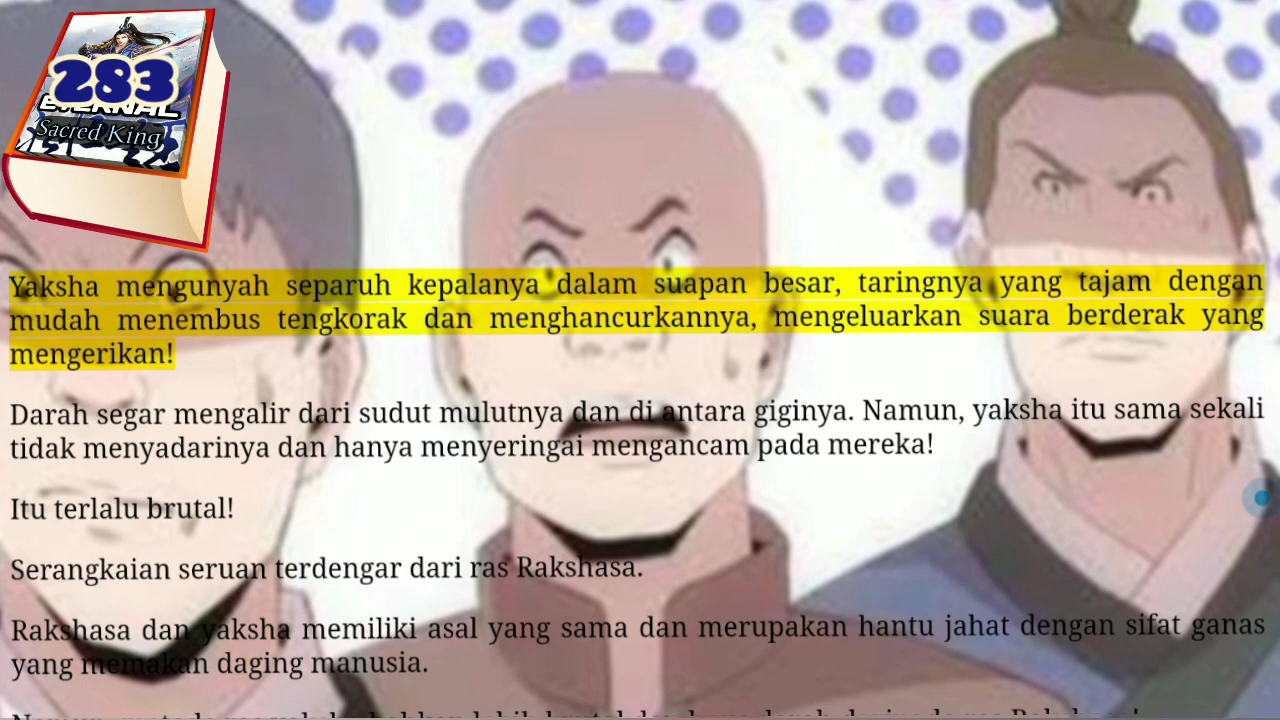 283
ETERNAL
Sacred King
Yaksha mengunyah separuh kepalanya dalam suapan besar, taringnya yang tajam dengan
mudah menembus tengkorak dan menghancurkannya, mengeluarkan suara berderak yang
mengerikan!
Darah segar mengalir dari sudut mulutnya dan di antara giginya. Namun, yaksha itu sama sekali
tidak menyadarinya dan hanya menyeringai mengancam pada mereka!
Itu terlalu brutal!
Serangkaian seruan terdengar dari ras Rakshasa.
Rakshasa dan yaksha memiliki asal yang sama dan merupakan hantu jahat dengan sifat ganas
yang memakan daging manusia.